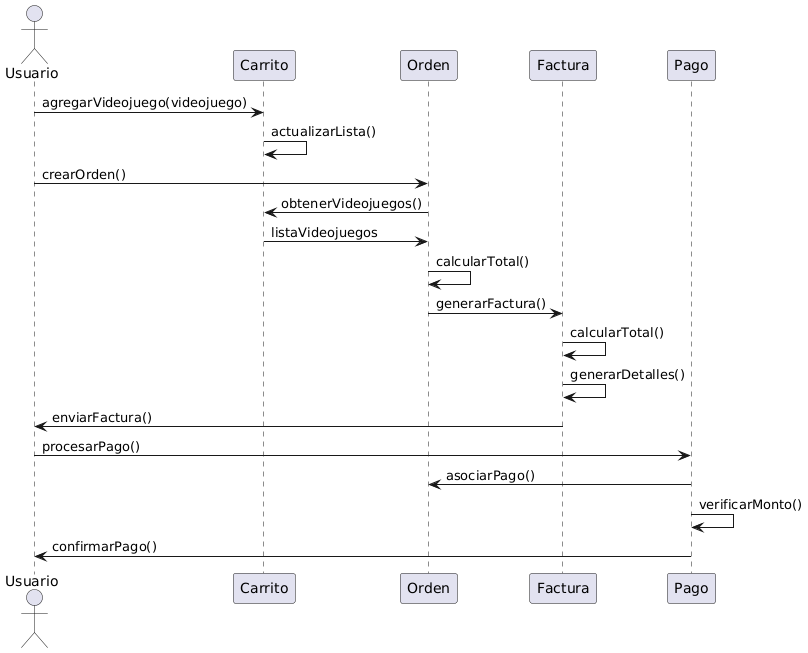 Usuario
Carrito
Orden
Factura
Pago
agregarVideojuego(videojuego)
actualizarLista()
crearOrden()
obtenerVideojuegos()
listaVideojuegos
calcularTotal()
generarFactura()
calcularTotal()
generarDetalles()
enviarFactura()
procesarPago()
asociarPago()
verificarMonto()
confirmarPago()
Usuario
Carrito
Orden
Factura
Pago